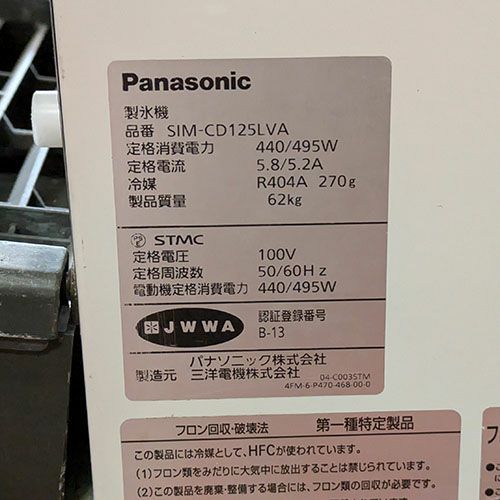 Panasonic
製氷機
品番 SIM-CD125LVA
定格消費電力 440/495W
定格電流 5.8/5.2A
冷媒 R404A 270g
製品質量 62kg
STMC
定格電圧 100V
定格周波数 50/60Hz
電動機定格消費電力 440/495W
JWWA 認証登録番号
B-13
パナソニック株式会社
製造元 三洋電機株式会社 04-C003STM
4FM-6-P470-468-00-0
フロン回収・破壊法 第一種特定製品
この製品には冷媒として、HFCが使われています。
(1)フロン類をみだりに大気中に放出することは禁じられています。
(2)この製品を廃棄・整備する場合には、フロン類の回収が必要です。